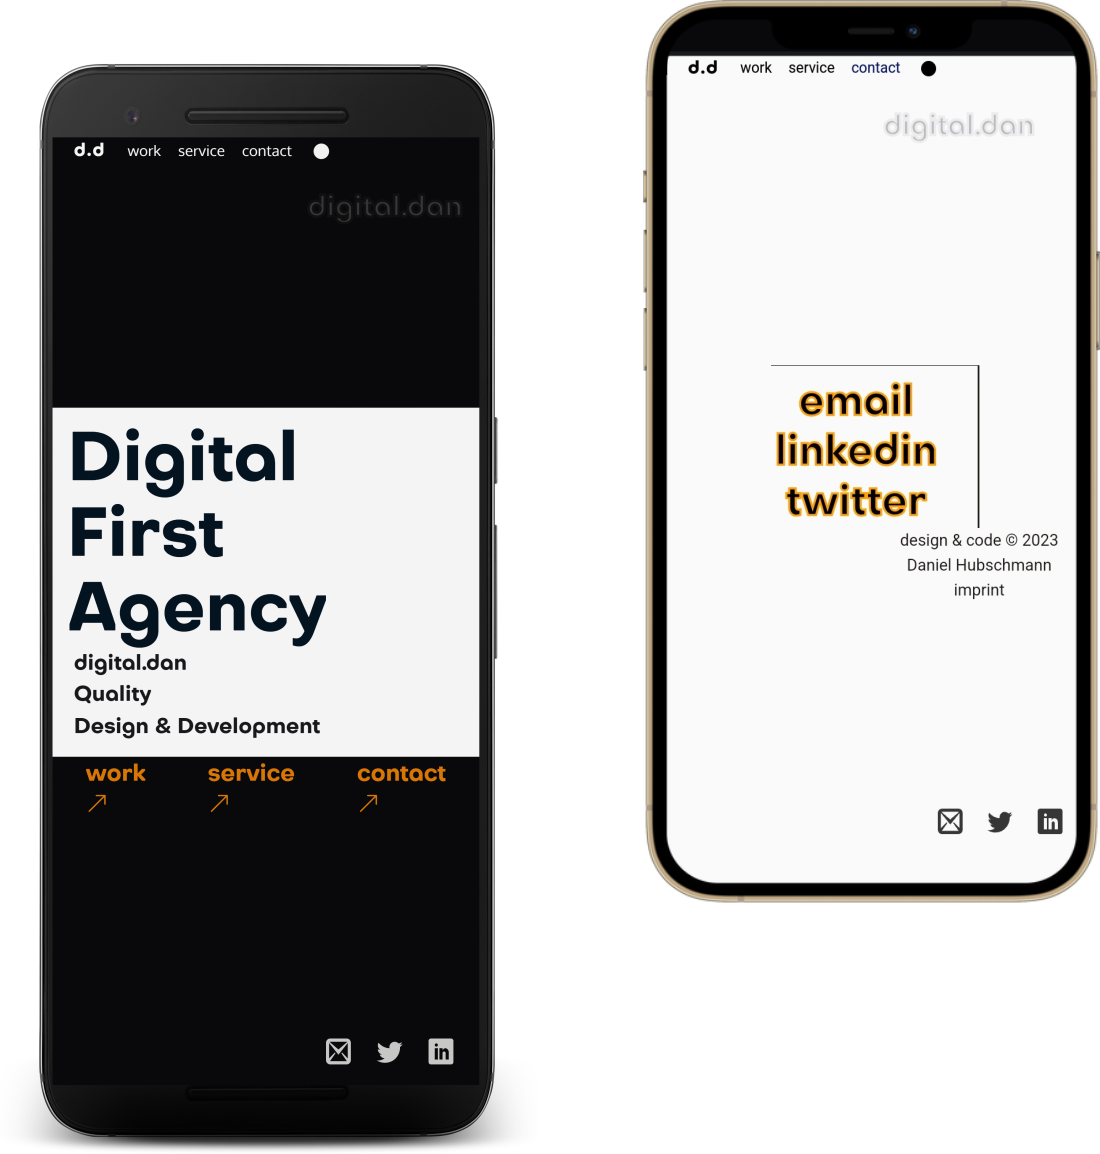 d.d work service contact
digital.dan
Digital
First
Agency
digital.dan
Quality
Design & Development
work service contact
in
d.d work service contact
digital.dan
email
linkedin
twitter
design & code © 2023
Daniel Hubschmann
imprint
in